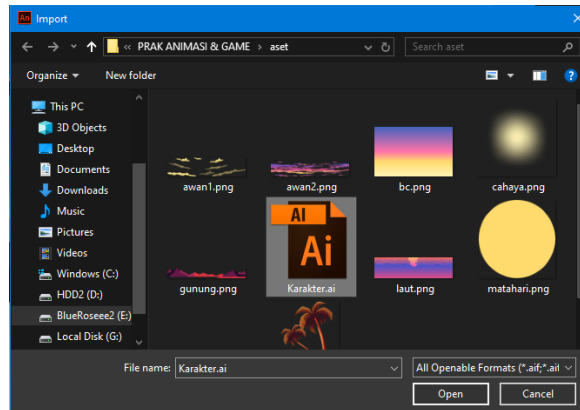 An Import
« PRAK ANIMASI & GAME > aset
Search aset
Organize
New folder
This PC
3D Objects
Desktop
Documents
Downloads
Music
Pictures
Videos
Windows (C:)
HDD2 (D:)
BlueRoseee2 (E:)
Local Disk (G:)
awan1.png
awan2.png
bc.png
cahaya.png
AI
Ai
gunung.png
Karakter.ai
laut.png
matahari.png
File name: Karakter.ai
All Openable Formats (*.aif;*.aif
Open
Cancel